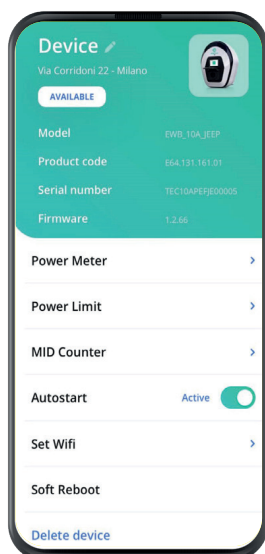 Device
Via Corridoni 22 - Milano
AVAILABLE
Model EWB_10A_JEEP
Product code E64.131.161.01
Serial number TEC10APEFJE00005
Firmware 1.2.66
Power Meter
Power Limit
MID Counter
Autostart Active
Set Wifi
Soft Reboot
Delete device